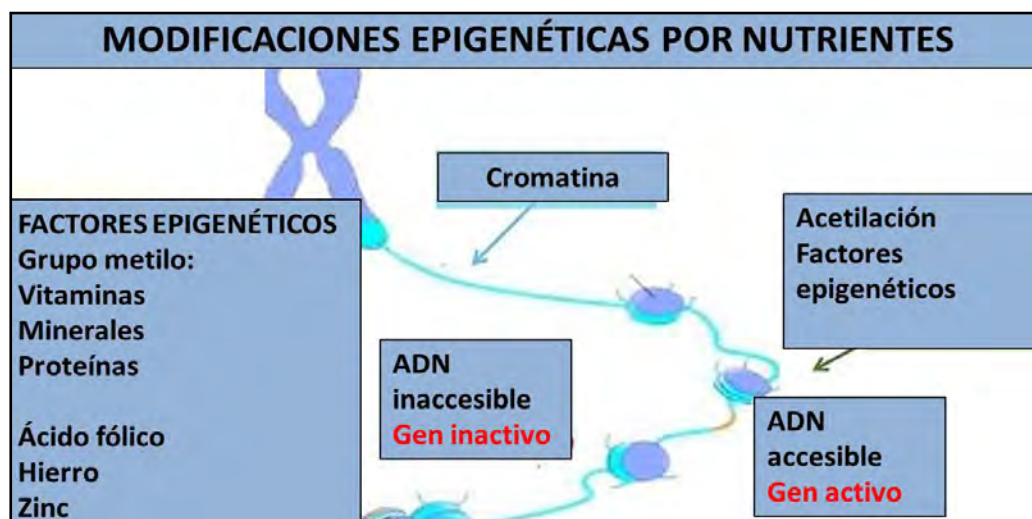 MODIFICACIONES EPIGENÉTICAS POR NUTRIENTES
Cromatina
FACTORES EPIGENÉTICOS
Grupo metilo:
Vitaminas
Minerales
Proteínas
Ácido fólico
Hierro
Zinc
Acetilación
Factores
epigenéticos
ADN
inaccesible
Gen inactivo
ADN
accesible
Gen activo